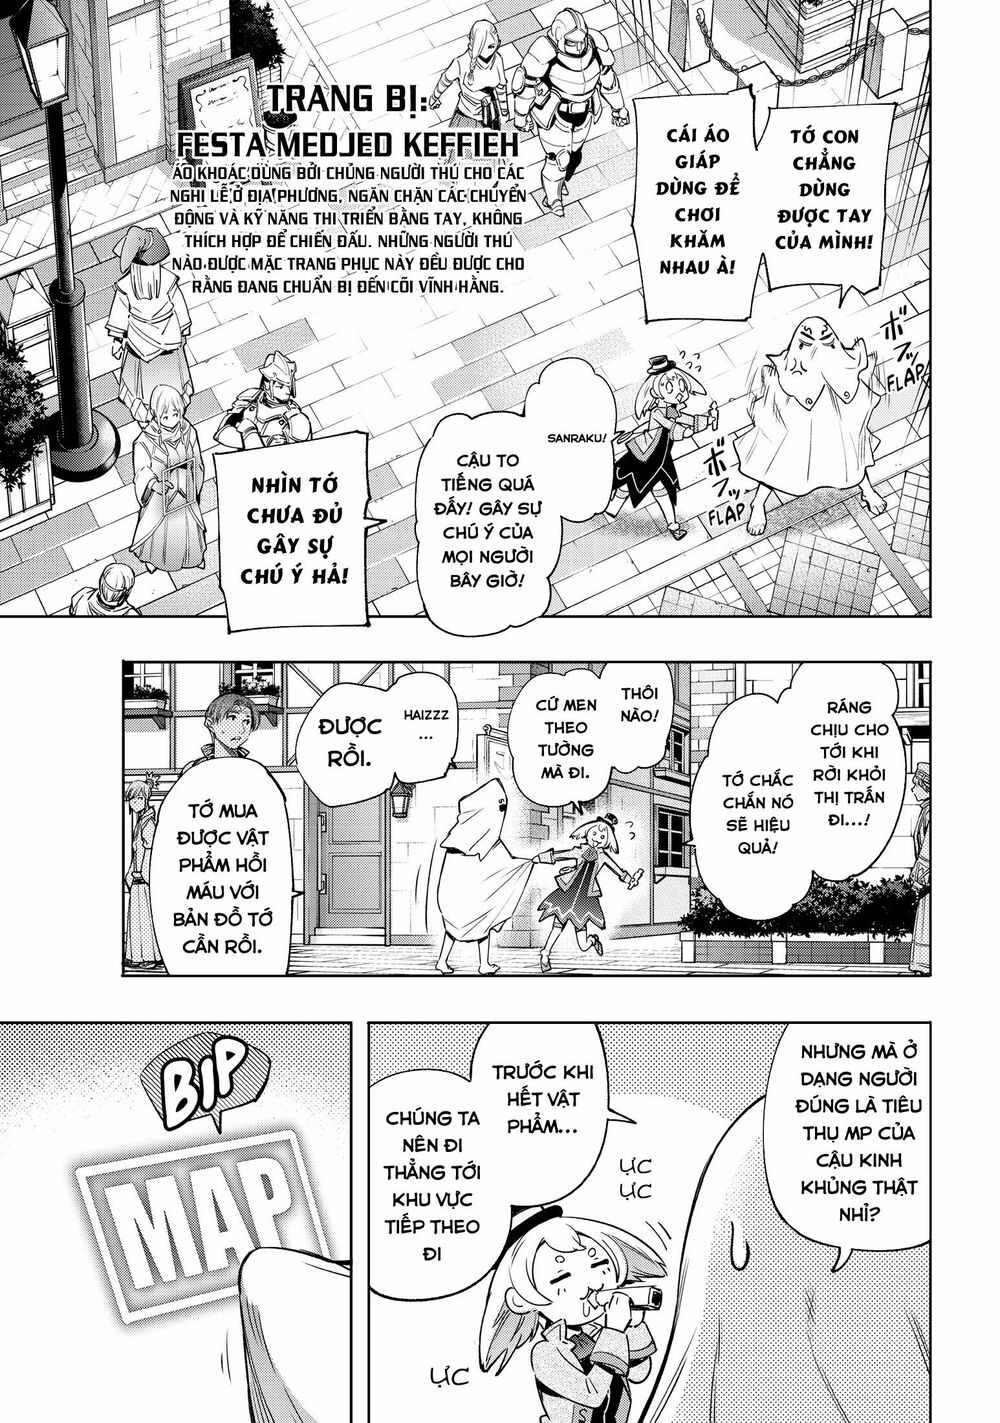 TRANG BỊ:
FESTA MEDJED KEFFIEH
ÁO KHOÁC DÙNG BỞI CHỦNG NGƯỜI THÚ CHO CÁC
NGHI LỄ Ở ĐỊA PHƯƠNG, NGĂN CHẶN CÁC CHUYỂN
ĐỘNG VÀ KỸ NĂNG THI TRIỂN BẰNG TAY, KHÔNG
THÍCH HỢP ĐỂ CHIẾN ĐẤU. NHỮNG NGƯỜI THÚ
NÀO ĐƯỢC MẶC TRANG PHỤC NÀY ĐỀU ĐƯỢC CHO
RẰNG ĐANG CHUẨN BỊ ĐẾN CÕI VĨNH HẰNG.
TỚ CÒN
CHẲNG
DÙNG
ĐƯỢC TAY
CỦA MÌNH!
CÁI ÁO
GIÁP
DÙNG ĐỂ
CHƠI
KHĂM
NHAU À!
ボフッ
FLAP
ボフッ
FLAP
SANRAKU!
CẬU TO
TIẾNG QUÁ
ĐẤY! GÂY SỰ
CHÚ Ý CỦA
MỌI NGƯỜI
BÂY GIỜ!
NHÌN TỚ
CHƯA ĐỦ
GÂY SỰ
CHÚ Ý HẢ!
RÁNG
CHỊU CHO
TỚI KHI
RỜI KHỎI
THỊ TRẤN
ĐI...!
TỚ CHẮC
CHẮN NÓ
SẼ HIỆU
QUẢ!
THÔI
NÀO!
CỨ MEN
THEO
TƯỜNG
MÀ ĐI.
HAIZZZ
...
ĐƯỢC
RỒI.
TỚ MUA
ĐƯỢC VẬT
PHẨM HỒI
MÁU VỚI
BẢN ĐỒ TỚ
CẦN RỒI.
NHƯNG MÀ Ở
DẠNG NGƯỜI
ĐÚNG LÀ TIÊU
THỤ MP CỦA
CẬU KINH
KHỦNG THẬT
NHỈ?
TRƯỚC KHI
HẾT VẬT
PHẨM...
CHÚNG TA
NÊN ĐI
THẲNG TỚI
KHU VỰC
TIẾP THEO
ĐI
ỰC
ỰC
ỰC
BIP
MAP